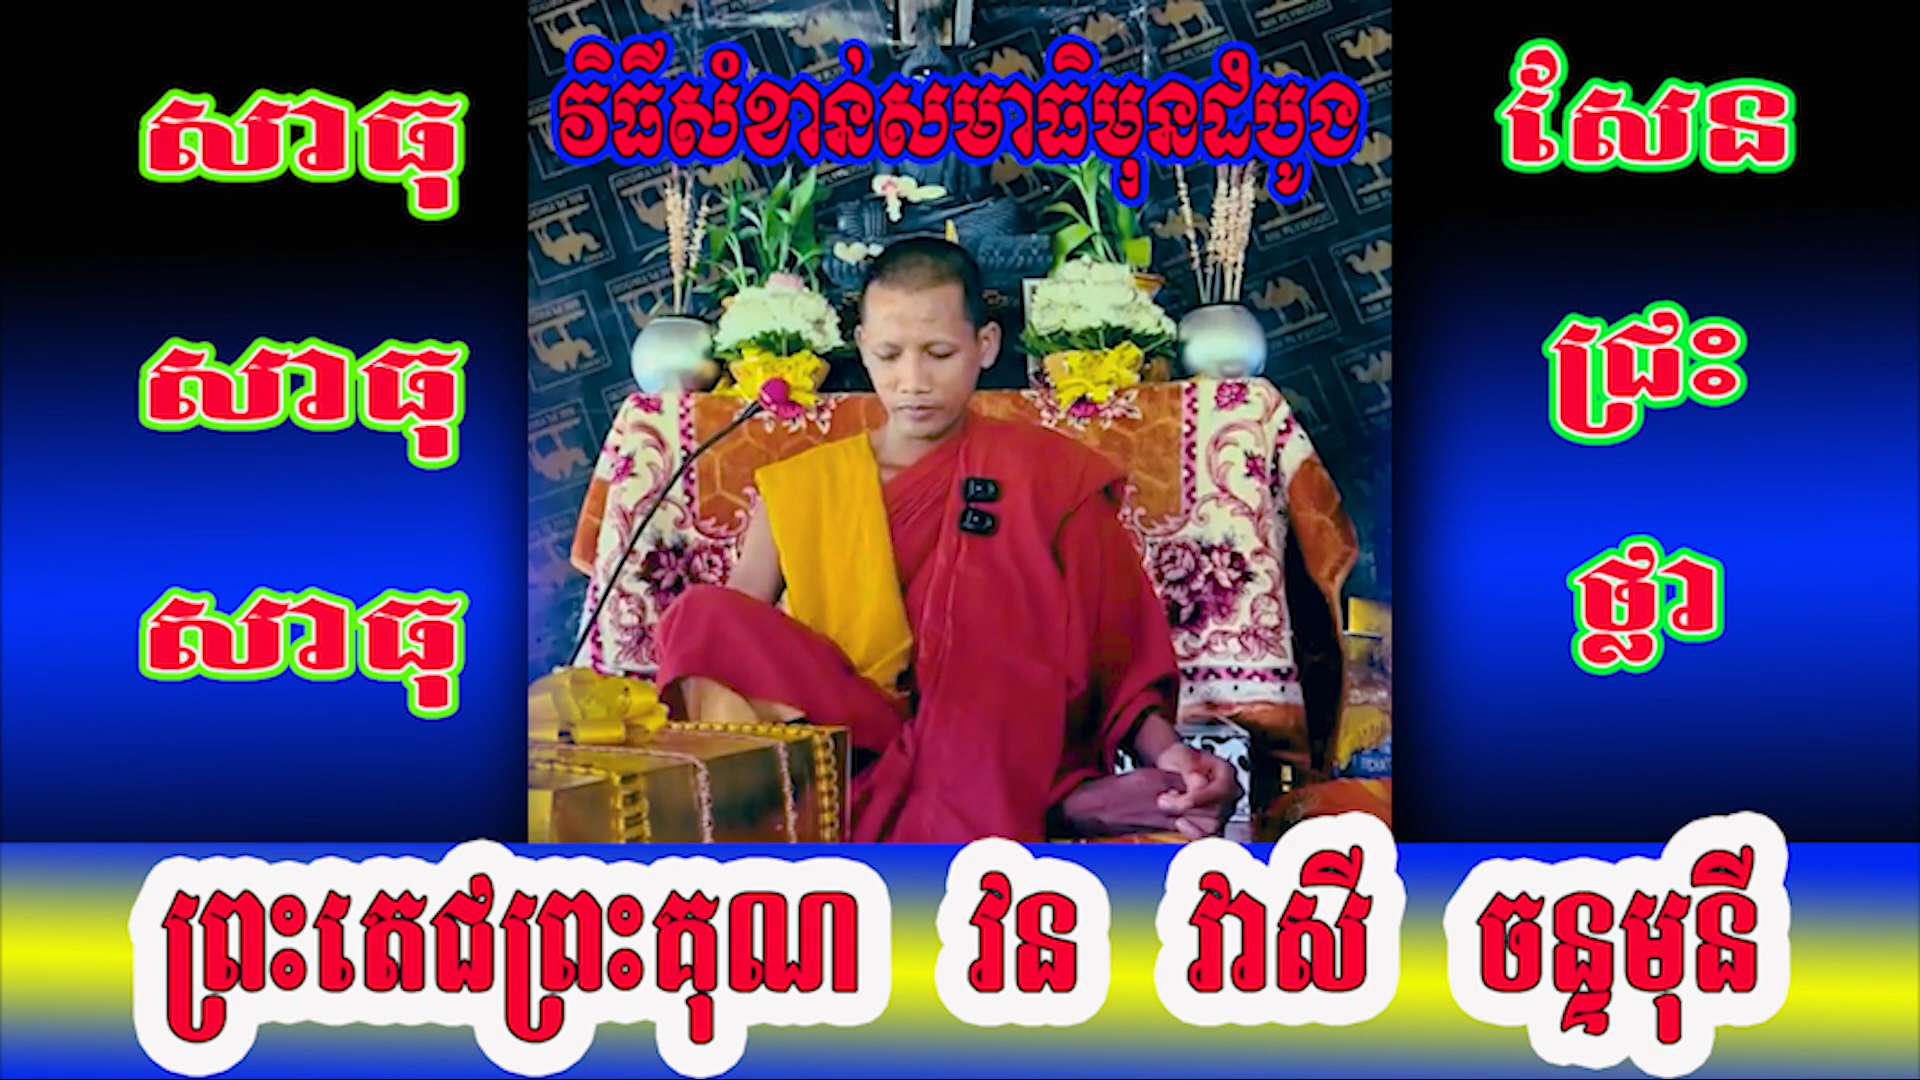 វិធីសំខាន់សមាធិមុនដំបូង
សាធុ
សាធុ
សាធុ
សែន
ជ្រះ
ថ្លា
ព្រះតេជព្រះគុណ វន វាសី ចន្ទមុនី